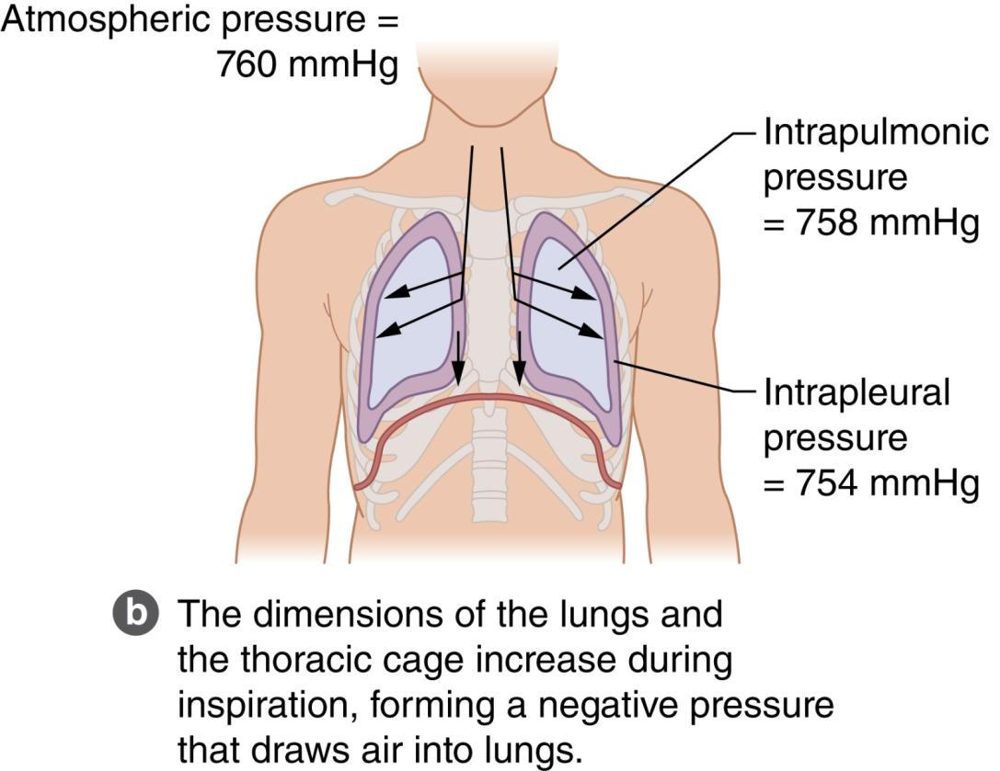 Atmospheric pressure =
760 mmHg
Intrapulmonic
pressure
= 758 mmHg
Intrapleural
pressure
= 754 mmHg
b The dimensions of the lungs and
the thoracic cage increase during
inspiration, forming a negative pressure
that draws air into lungs.